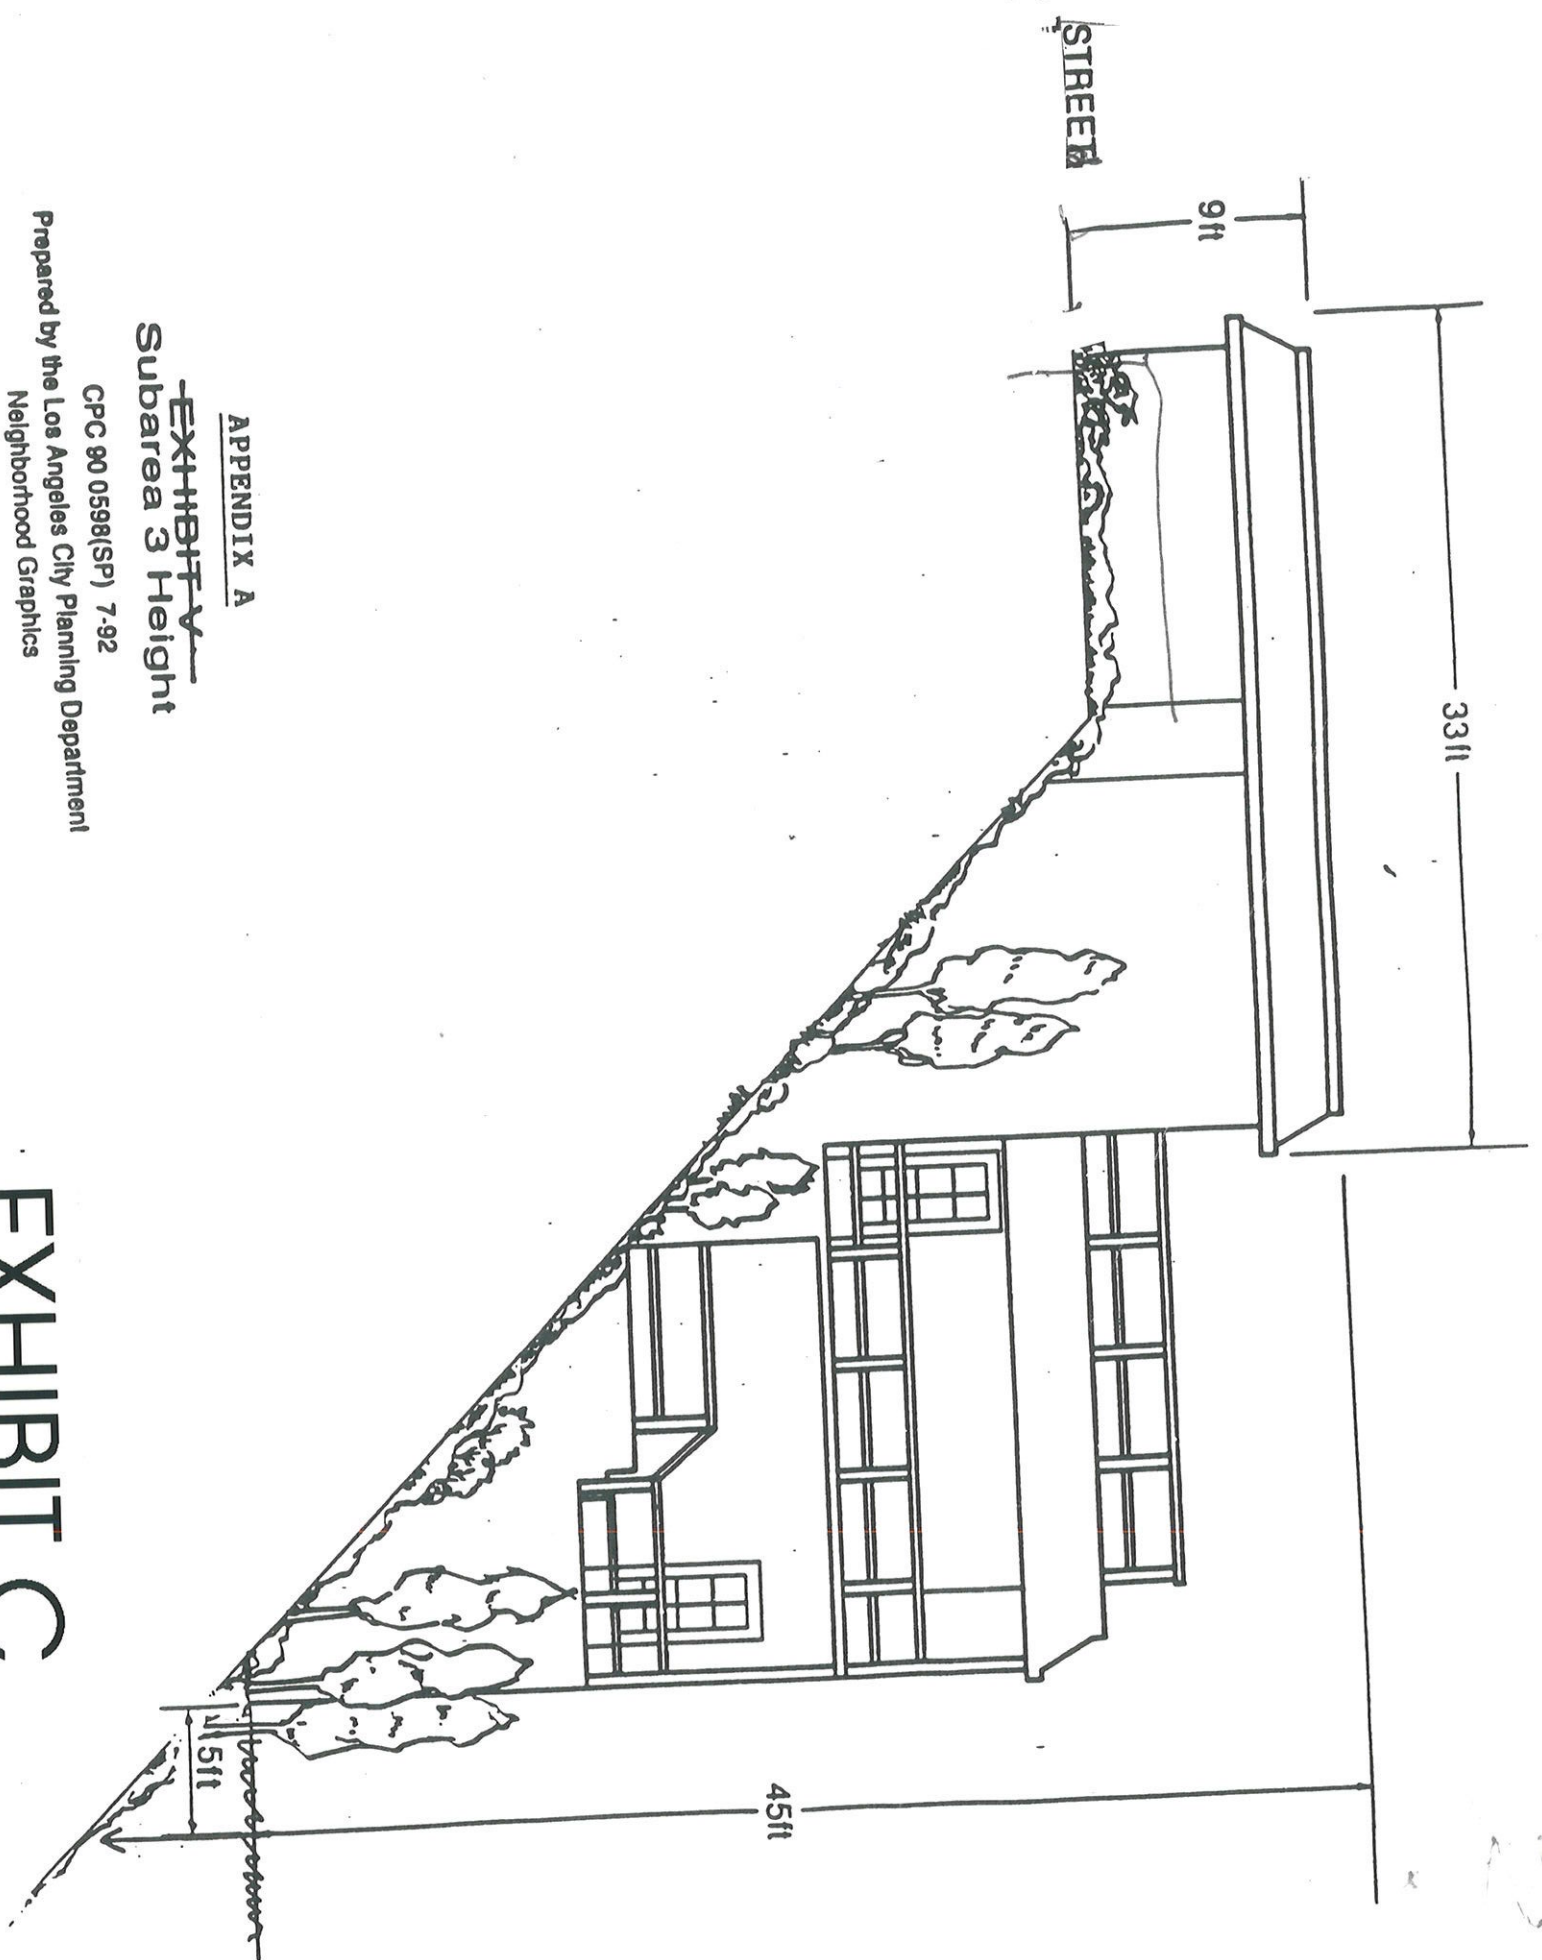 STREET
9ft
33ft
45ft
5ft
APPENDIX A
EXHIBIT V
Subarea 3 Height
CPC 90 0598(SP) 7-92
Prepared by the Los Angeles City Planning Department
Neighborhood Graphics
EXHIBIT C